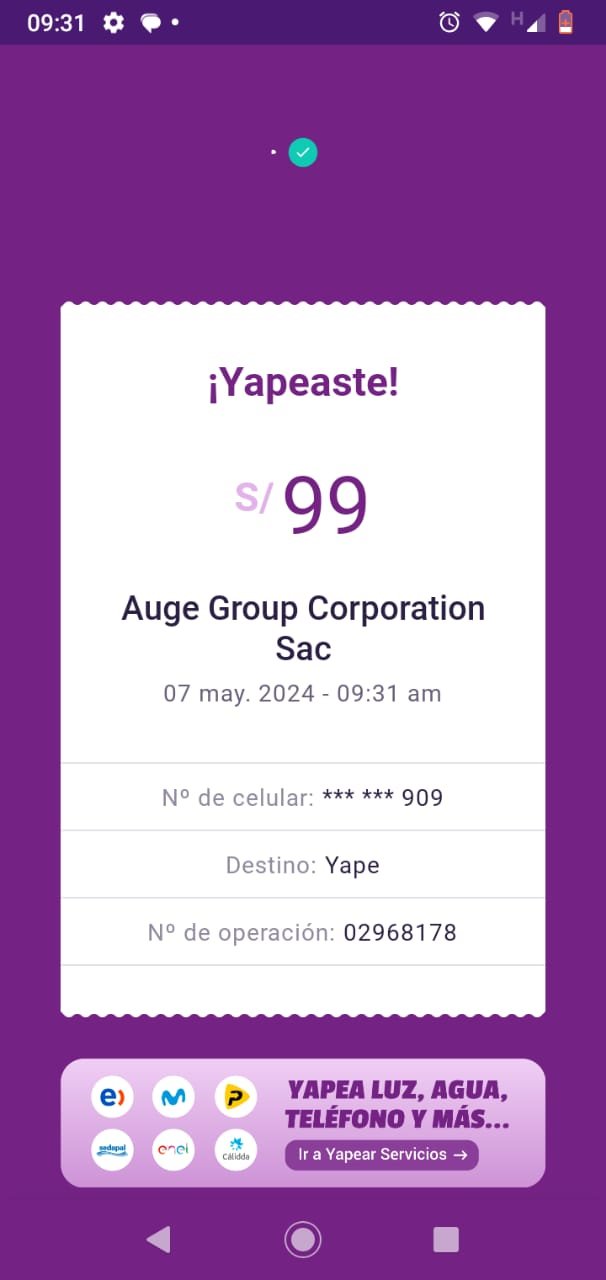 09:31
H
¡Yapeaste!
S/ 99
Auge Group Corporation
Sac
07 may. 2024 - 09:31 am
Nº de celular: *** *** 909
Destino: Yape
Nº de operación: 02968178
YAPEA LUZ, AGUA,
TELÉFONO Y MÁS...
sedapal
enel
Cálidda
Ir a Yapear Servicios →